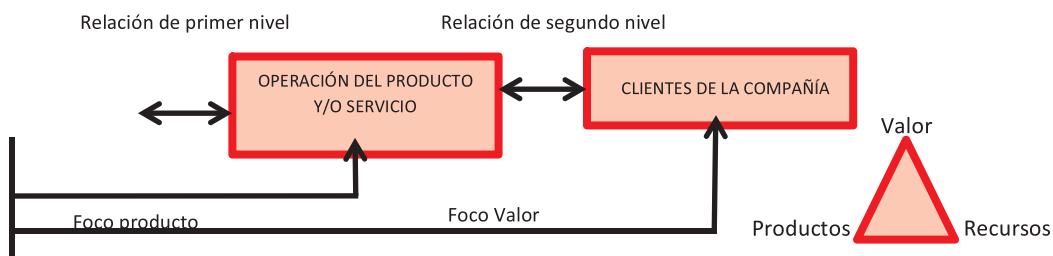 Relación de primer nivel
Relación de segundo nivel
OPERACIÓN DEL PRODUCTO
Y/O SERVICIO
CLIENTES DE LA COMPAÑÍA
Valor
Foco producto
Foco Valor
Productos
Recursos